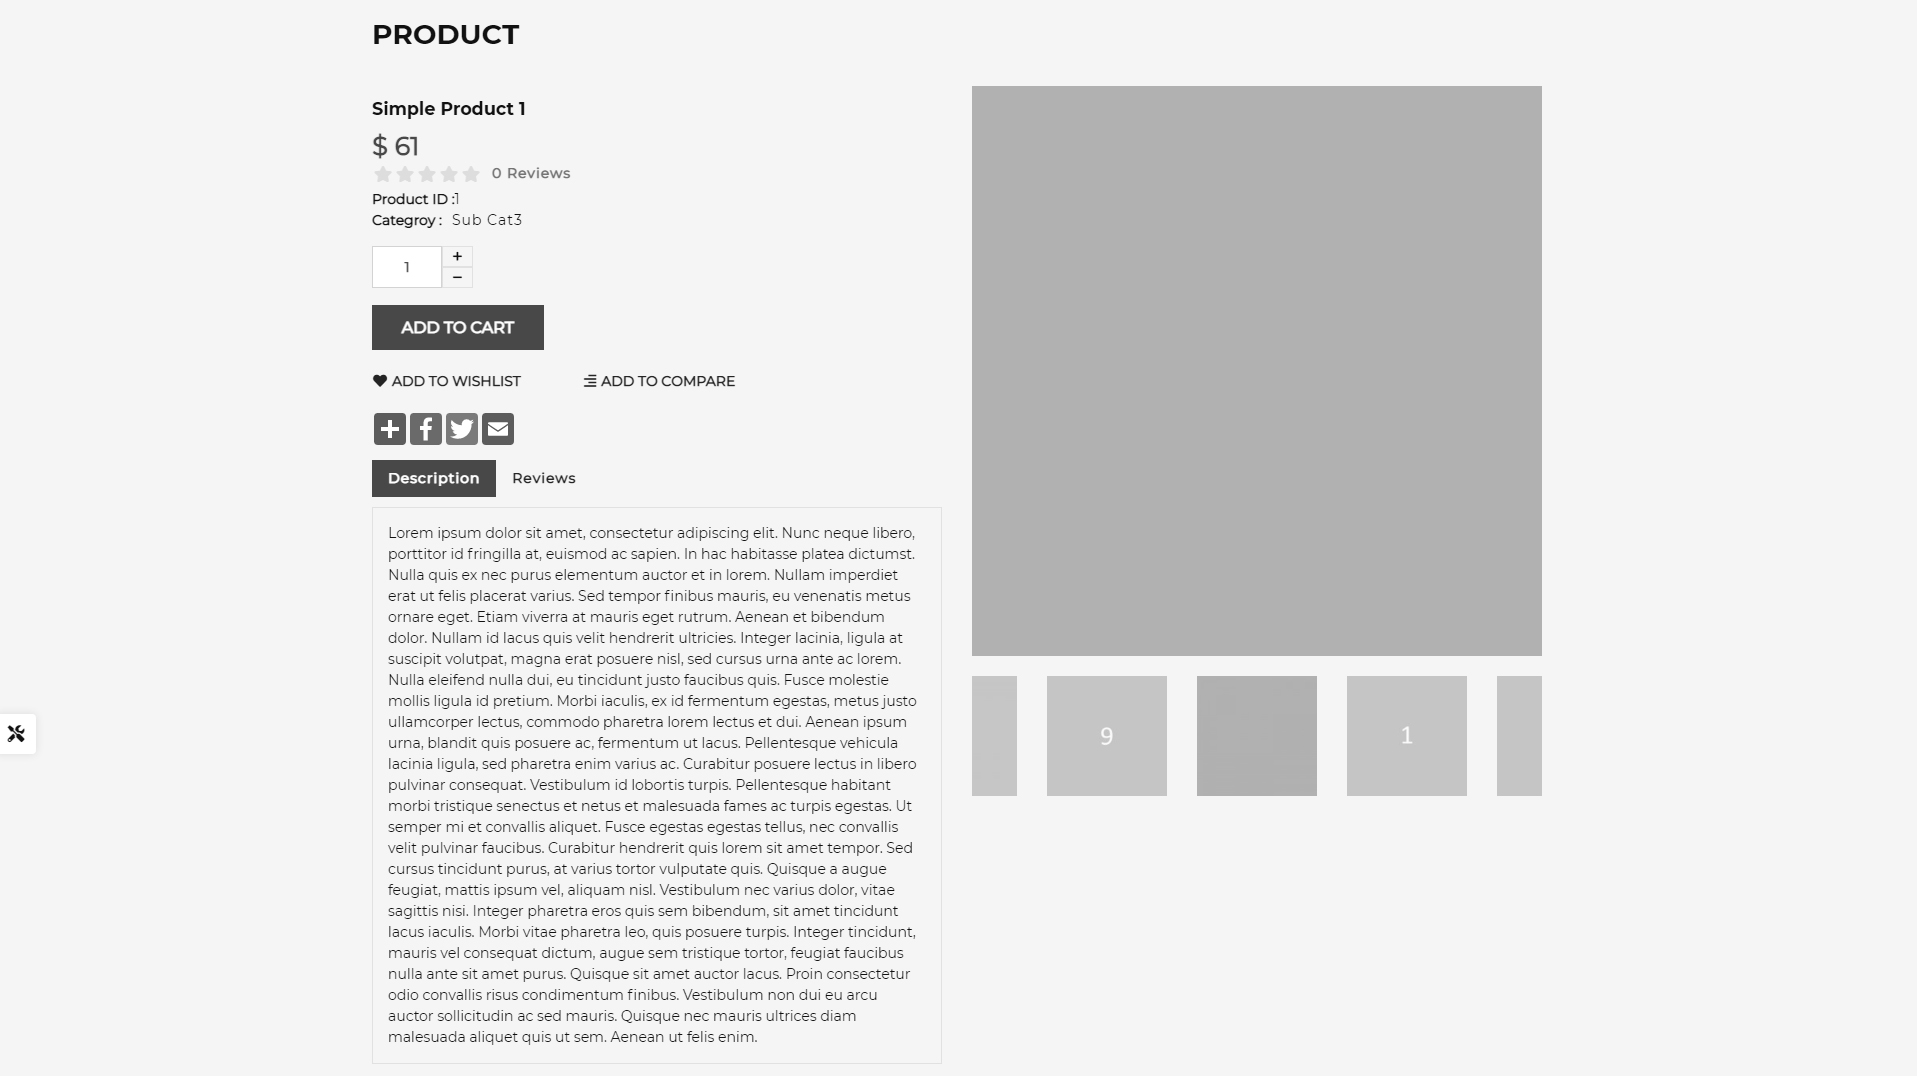 PRODUCT
Simple Product 1
$ 61
0 Reviews
Product ID :1
Categroy : Sub Cat3
1
+
−
ADD TO CART
ADD TO WISHLIST
ADD TO COMPARE
Description
Reviews
Lorem ipsum dolor sit amet, consectetur adipiscing elit. Nunc neque libero,
porttitor id fringilla at, euismod ac sapien. In hac habitasse platea dictumst.
Nulla quis ex nec purus elementum auctor et in lorem. Nullam imperdiet
erat ut felis placerat varius. Sed tempor finibus mauris, eu venenatis metus
ornare eget. Etiam viverra at mauris eget rutrum. Aenean et bibendum
dolor. Nullam id lacus quis velit hendrerit ultricies. Integer lacinia, ligula at
suscipit volutpat, magna erat posuere nisl, sed cursus urna ante ac lorem.
Nulla eleifend nulla dui, eu tincidunt justo faucibus quis. Fusce molestie
mollis ligula id pretium. Morbi iaculis, ex id fermentum egestas, metus justo
ullamcorper lectus, commodo pharetra lorem lectus et dui. Aenean ipsum
urna, blandit quis posuere ac, fermentum ut lacus. Pellentesque vehicula
lacinia ligula, sed pharetra enim varius ac. Curabitur posuere lectus in libero
pulvinar consequat. Vestibulum id lobortis turpis. Pellentesque habitant
morbi tristique senectus et netus et malesuada fames ac turpis egestas. Ut
semper mi et convallis aliquet. Fusce egestas egestas tellus, nec convallis
velit pulvinar faucibus. Curabitur hendrerit quis lorem sit amet tempor. Sed
cursus tincidunt purus, at varius tortor vulputate quis. Quisque a augue
feugiat, mattis ipsum vel, aliquam nisl. Vestibulum nec varius dolor, vitae
sagittis nisi. Integer pharetra eros quis sem bibendum, sit amet tincidunt
lacus iaculis. Morbi vitae pharetra leo, quis posuere turpis. Integer tincidunt,
mauris vel consequat dictum, augue sem tristique tortor, feugiat faucibus
nulla ante sit amet purus. Quisque sit amet auctor lacus. Proin consectetur
odio convallis risus condimentum finibus. Vestibulum non dui eu arcu
auctor sollicitudin ac sed mauris. Quisque nec mauris ultrices diam
malesuada aliquet quis ut sem. Aenean ut felis enim.
9
1